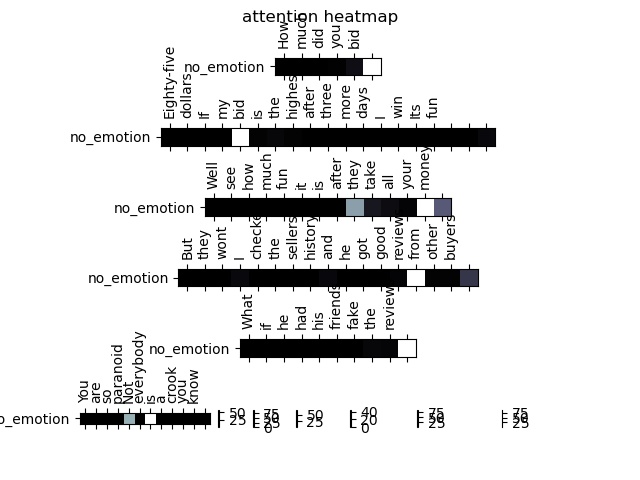 attention heatmap
How much did you bid
no_emotion
Eighty-five dollars If my bid is the highest after three more days I win Its fun
no_emotion
Well see how much fun it is after they take all your money
no_emotion
But they wont I checked the sellers history and he got good review from other buyers
no_emotion
What if he had his friends fake the review
no_emotion
You are so paranoid Not everybody is a crook you know
o_emotion
50 75 50 40 75 75
25 50 25 25 20 50 25 50 25
0 0